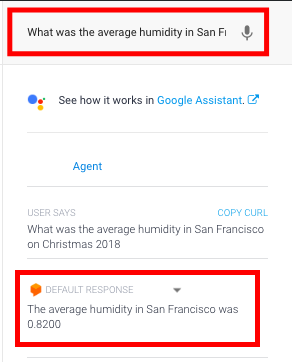 What was the average humidity in San Fr
See how it works in Google Assistant.
Agent
USER SAYS COPY CURL
What was the average humidity in San Francisco
on Christmas 2018
DEFAULT RESPONSE
The average humidity in San Francisco was
0.8200